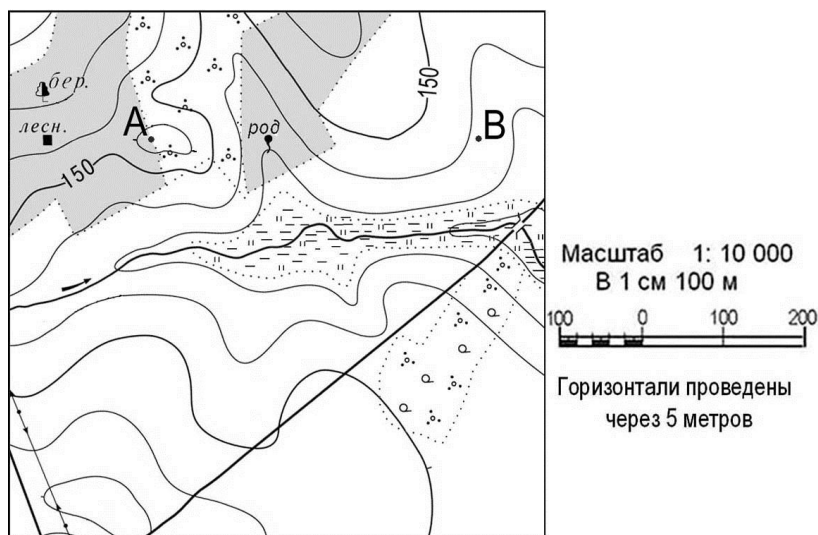 бер.
лесн.
А
род
150
В
150
Масштаб 1: 10 000
В 1 см 100 м
100 0 100 200
Горизонтали проведены
через 5 метров